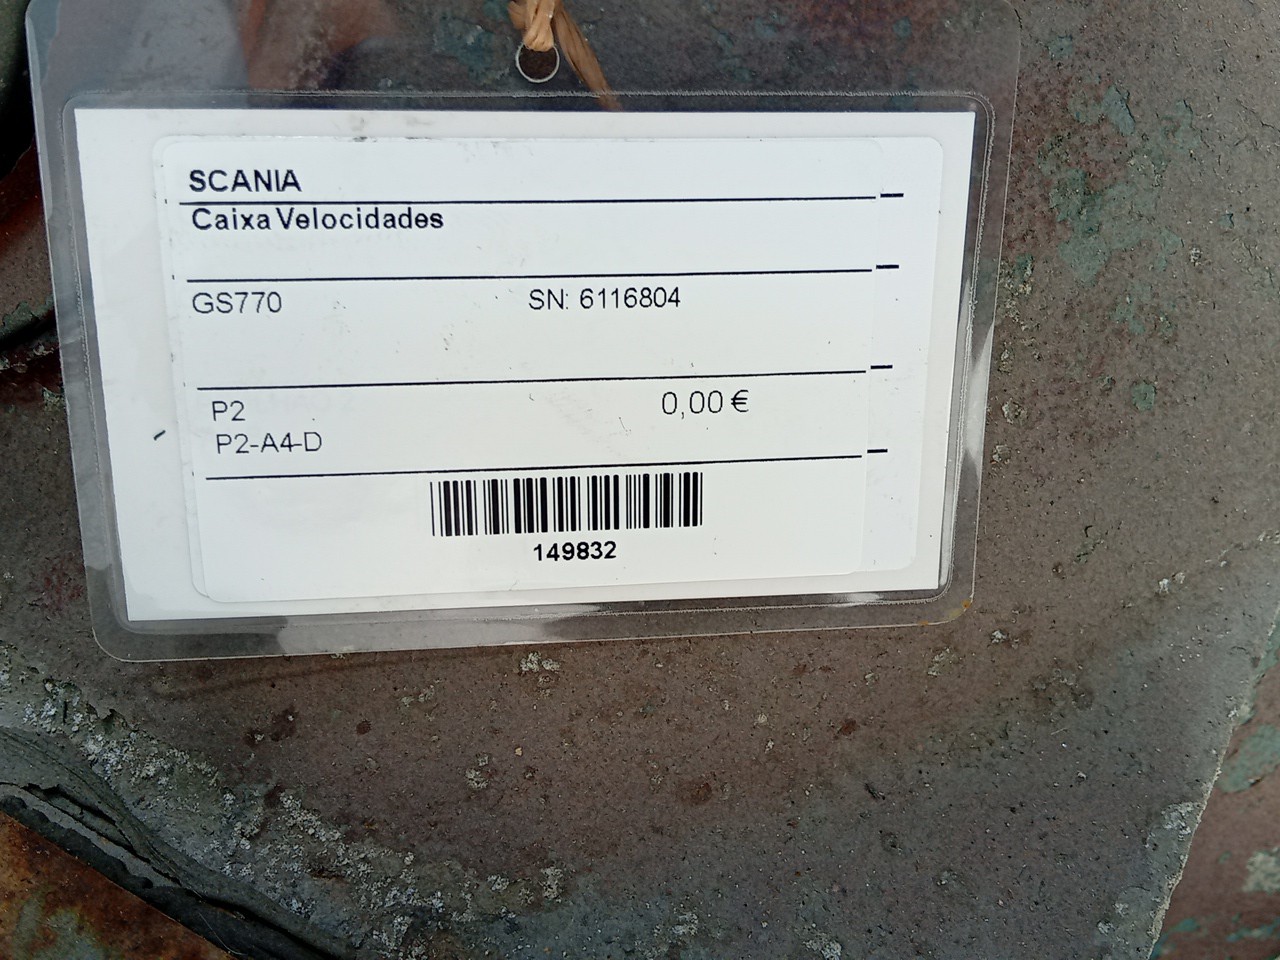 SCANIA
Caixa Velocidades
GS770 SN: 6116804
P2 0,00 €
P2-A4-D
149832